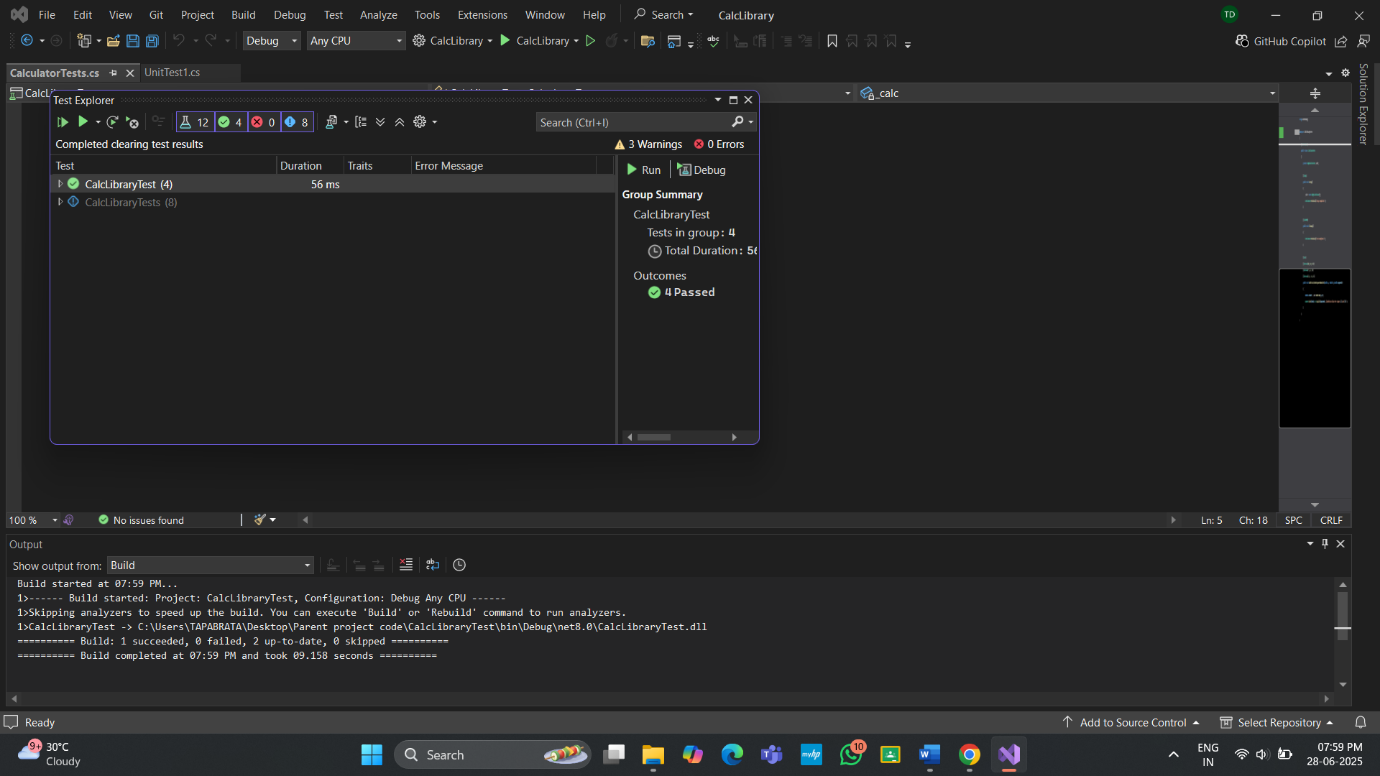 File Edit View Git Project Build Debug Test Analyze Tools Extensions Window Help Search CalcLibrary TD
Debug Any CPU CalcLibrary CalcLibrary GitHub Copilot
CalculatorTests.cs UnitTest1.cs
_calc
Solution Explorer
Test Explorer
12 4 0 8 Search (Ctrl+I)
Completed clearing test results 3 Warnings 0 Errors
Test Duration Traits Error Message
Run Debug
CalcLibraryTest (4) 56 ms
CalcLibraryTests (8)
Group Summary
CalcLibraryTest
Tests in group: 4
Total Duration: 56
Outcomes
4 Passed
100 % No issues found Ln: 5 Ch: 18 SPC CRLF
Output
Show output from: Build
Build started at 07:59 PM...
1>------ Build started: Project: CalcLibraryTest, Configuration: Debug Any CPU ------
1>Skipping analyzers to speed up the build. You can execute 'Build' or 'Rebuild' command to run analyzers.
1>CalcLibraryTest -> C:\Users\TAPABRATA\Desktop\Parent project code\CalcLibraryTest\bin\Debug\net8.0\CalcLibraryTest.dll
========== Build: 1 succeeded, 0 failed, 2 up-to-date, 0 skipped ==========
========== Build completed at 07:59 PM and took 09.158 seconds ==========
Ready Add to Source Control Select Repository
9+ 30°C
Cloudy
Search
myhp
10
ENG
IN
07:59 PM
28-06-2025